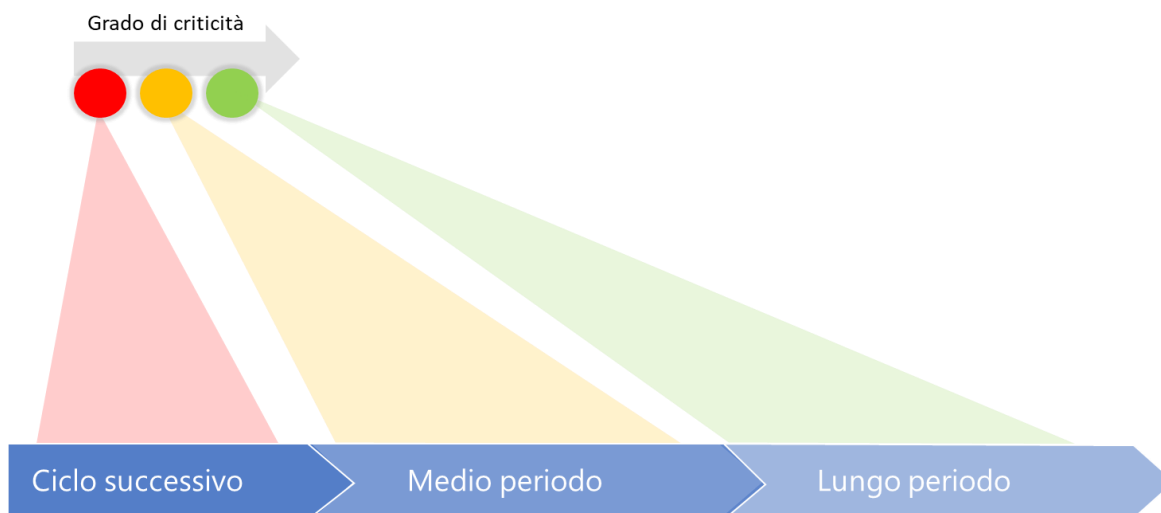 Grado di criticità
Ciclo successivo
Medio periodo
Lungo periodo